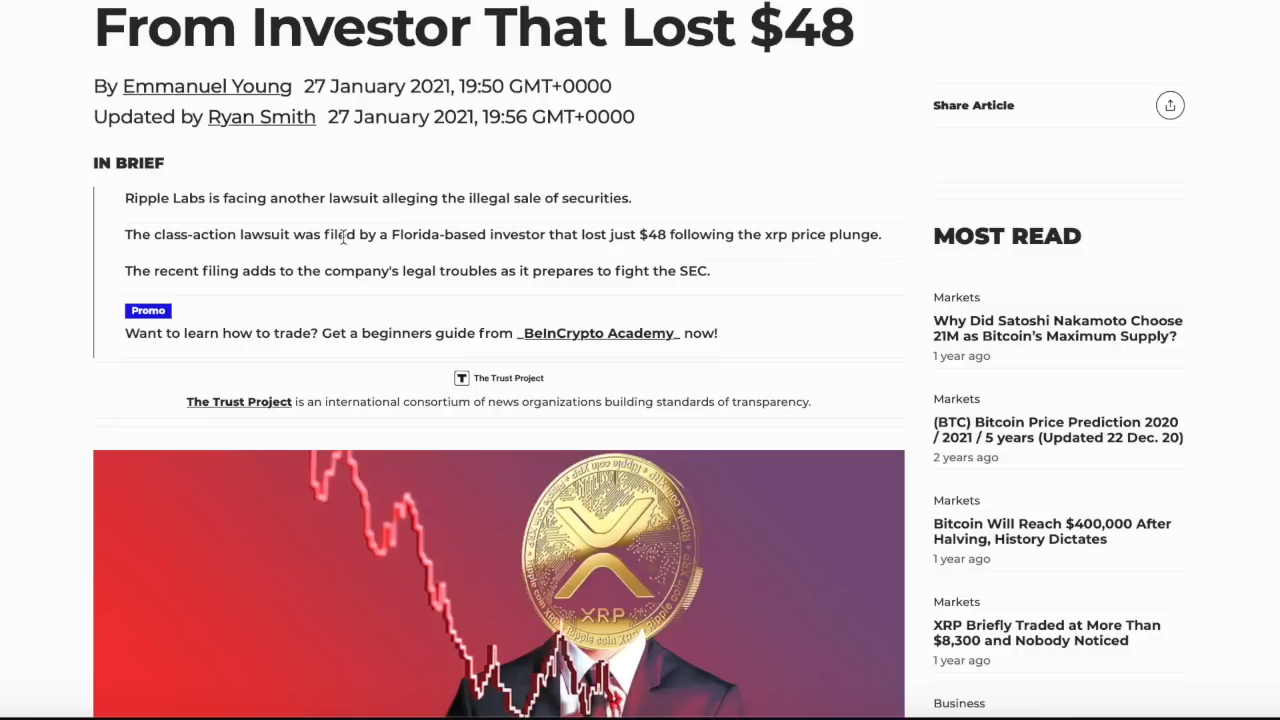 From Investor That Lost $48
By Emmanuel Young 27 January 2021, 19:50 GMT+0000
Updated by Ryan Smith 27 January 2021, 19:56 GMT+0000
IN BRIEF
Ripple Labs is facing another lawsuit alleging the illegal sale of securities.
The class-action lawsuit was filed by a Florida-based investor that lost just $48 following the xrp price plunge.
The recent filing adds to the company's legal troubles as it prepares to fight the SEC.
Promo
Want to learn how to trade? Get a beginners guide from _BeInCrypto Academy_ now!
T The Trust Project
The Trust Project is an international consortium of news organizations building standards of transparency.
XRP
Share Article
MOST READ
Markets
Why Did Satoshi Nakamoto Choose
21M as Bitcoin's Maximum Supply?
1 year ago
Markets
(BTC) Bitcoin Price Prediction 2020
/ 2021 / 5 years (Updated 22 Dec. 20)
2 years ago
Markets
Bitcoin Will Reach $400,000 After
Halving, History Dictates
1 year ago
Markets
XRP Briefly Traded at More Than
$8,300 and Nobody Noticed
1 year ago
Business